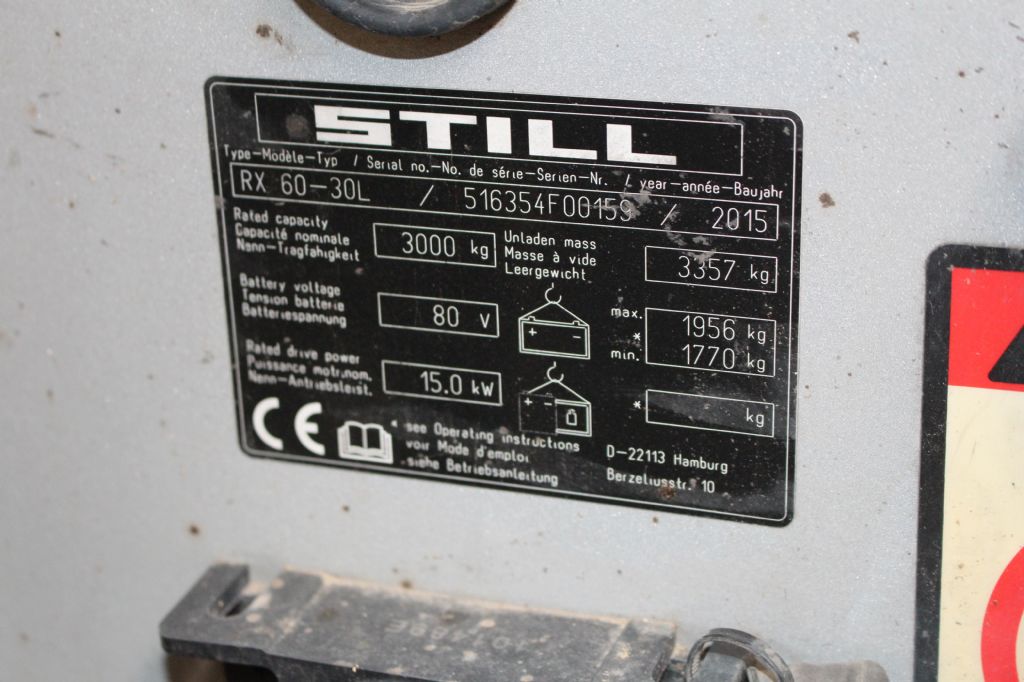 STILL
Type-Modèle-Typ / Serial no.-No. de série-Serien-Nr. / year-année-Baujahr
RX 60-30L / 516354F00159 / 2015
Rated capacity
Capacité nominale
Nenn-Tragfähigkeit
3000 kg
Unladen mass
Masse à vide
Leergewicht
3357 kg
Battery voltage
Tension batterie
Batteriespannung
80 V
+ -
max. 1956 kg
*
min. 1770 kg
Rated drive power
Puissance motr.nom.
Nenn-Antriebsleist.
15.0 kW
+ -
* kg
CE
* see Operating instructions
voir Mode d'emploi
siehe Betriebsanleitung
D-22113 Hamburg
Berzeliusstr. 10